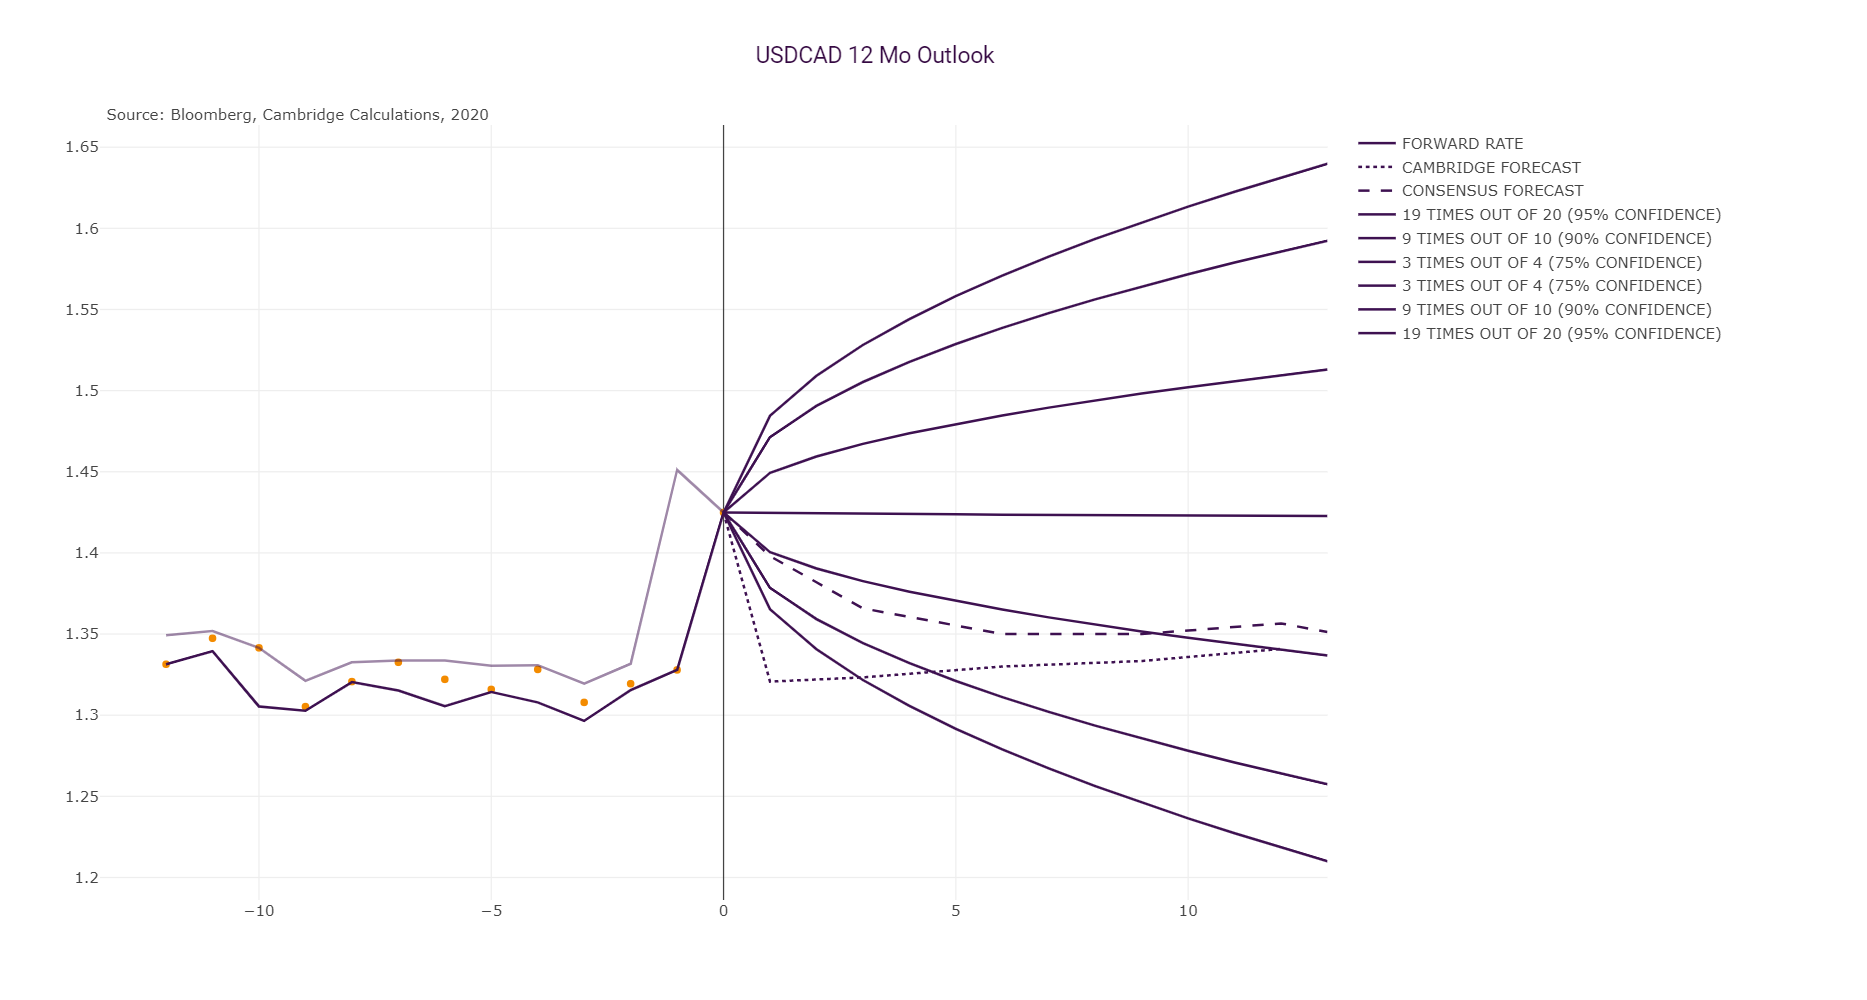 USDCAD 12 Mo Outlook
Source: Bloomberg, Cambridge Calculations, 2020
1.65
1.6
1.55
1.5
1.45
1.4
1.35
1.3
1.25
1.2
−10
−5
0
5
10
FORWARD RATE
CAMBRIDGE FORECAST
CONSENSUS FORECAST
19 TIMES OUT OF 20 (95% CONFIDENCE)
9 TIMES OUT OF 10 (90% CONFIDENCE)
3 TIMES OUT OF 4 (75% CONFIDENCE)
3 TIMES OUT OF 4 (75% CONFIDENCE)
9 TIMES OUT OF 10 (90% CONFIDENCE)
19 TIMES OUT OF 20 (95% CONFIDENCE)